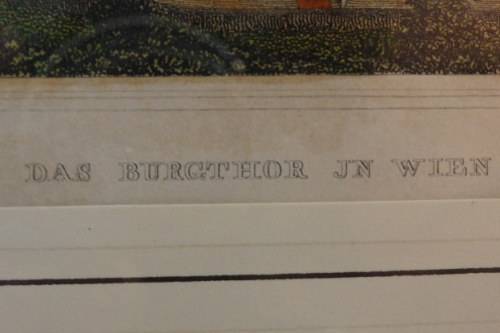 DAS BURGTHOR JN WIEN